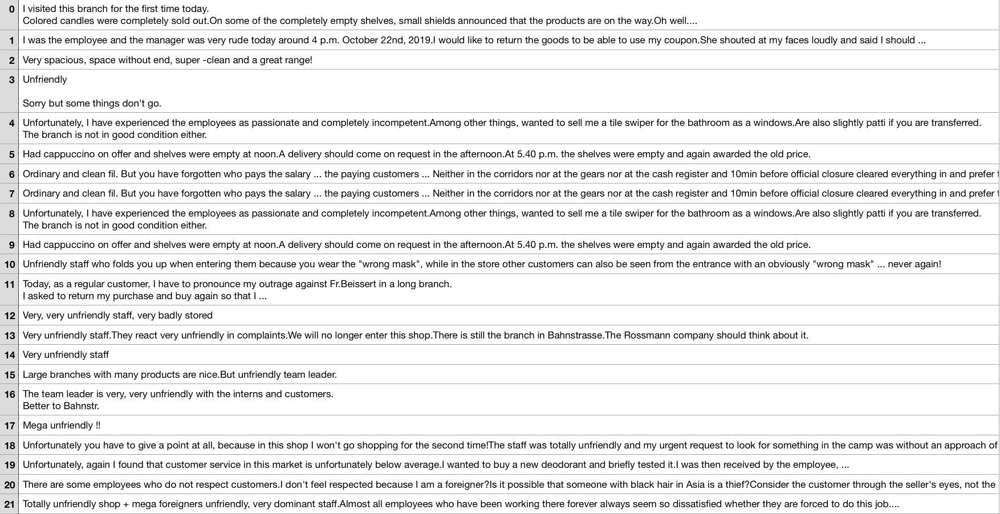 0 I visited this branch for the first time today.
Colored candles were completely sold out.On some of the completely empty shelves, small shields announced that the products are on the way.Oh well....
1 I was the employee and the manager was very rude today around 4 p.m. October 22nd, 2019.I would like to return the goods to be able to use my coupon.She shouted at my faces loudly and said I should ...
2 Very spacious, space without end, super -clean and a great range!
3 Unfriendly
Sorry but some things don't go.
4 Unfortunately, I have experienced the employees as passionate and completely incompetent.Among other things, wanted to sell me a tile swiper for the bathroom as a windows.Are also slightly patti if you are transferred.
The branch is not in good condition either.
5 Had cappuccino on offer and shelves were empty at noon.A delivery should come on request in the afternoon.At 5.40 p.m. the shelves were empty and again awarded the old price.
6 Ordinary and clean fil. But you have forgotten who pays the salary ... the paying customers ... Neither in the corridors nor at the gears nor at the cash register and 10min before official closure cleared everything in and prefer
7 Ordinary and clean fil. But you have forgotten who pays the salary ... the paying customers ... Neither in the corridors nor at the gears nor at the cash register and 10min before official closure cleared everything in and prefer
8 Unfortunately, I have experienced the employees as passionate and completely incompetent.Among other things, wanted to sell me a tile swiper for the bathroom as a windows.Are also slightly patti if you are transferred.
The branch is not in good condition either.
9 Had cappuccino on offer and shelves were empty at noon.A delivery should come on request in the afternoon.At 5.40 p.m. the shelves were empty and again awarded the old price.
10 Unfriendly staff who folds you up when entering them because you wear the "wrong mask", while in the store other customers can also be seen from the entrance with an obviously "wrong mask" ... never again!
11 Today, as a regular customer, I have to pronounce my outrage against Fr.Beissert in a long branch.
I asked to return my purchase and buy again so that I ...
12 Very, very unfriendly staff, very badly stored
13 Very unfriendly staff.They react very unfriendly in complaints.We will no longer enter this shop.There is still the branch in Bahnstrasse.The Rossmann company should think about it.
14 Very unfriendly staff
15 Large branches with many products are nice.But unfriendly team leader.
16 The team leader is very, very unfriendly with the interns and customers.
Better to Bahnstr.
17 Mega unfriendly !!
18 Unfortunately you have to give a point at all, because in this shop I won't go shopping for the second time!The staff was totally unfriendly and my urgent request to look for something in the camp was without an approach of
19 Unfortunately, again I found that customer service in this market is unfortunately below average.I wanted to buy a new deodorant and briefly tested it.I was then received by the employee, ...
20 There are some employees who do not respect customers.I don't feel respected because I am a foreigner?Is it possible that someone with black hair in Asia is a thief?Consider the customer through the seller's eyes, not the
21 Totally unfriendly shop + mega foreigners unfriendly, very dominant staff.Almost all employees who have been working there forever always seem so dissatisfied whether they are forced to do this job....